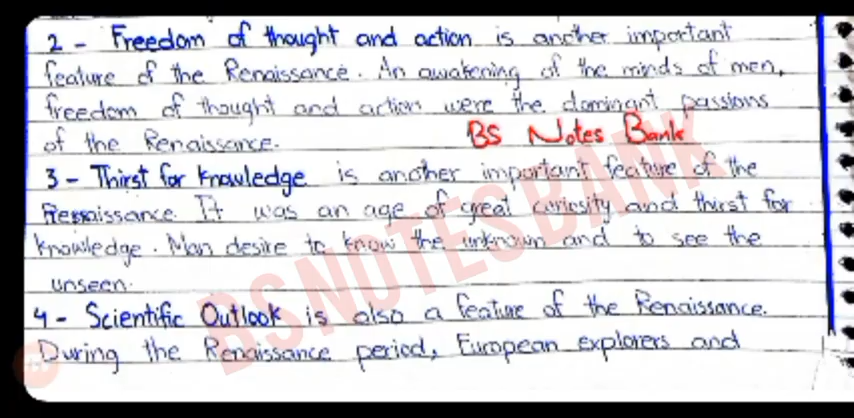 2 - Freedom of thought and action is another important
feature of the Renaissance. An awakening of the minds of men,
freedom of thought and action were the dominant passions
of the Renaissance.
BS Notes Bank
3 - Thirst for knowledge is another important feature of the
Renaissance. It was an age of great curiosity and thirst for
knowledge. Man desire to know the unknown and to see the
unseen.
BSNOTESBANK
4 - Scientific Outlook is also a feature of the Renaissance.
During the Renaissance period, European explorers and